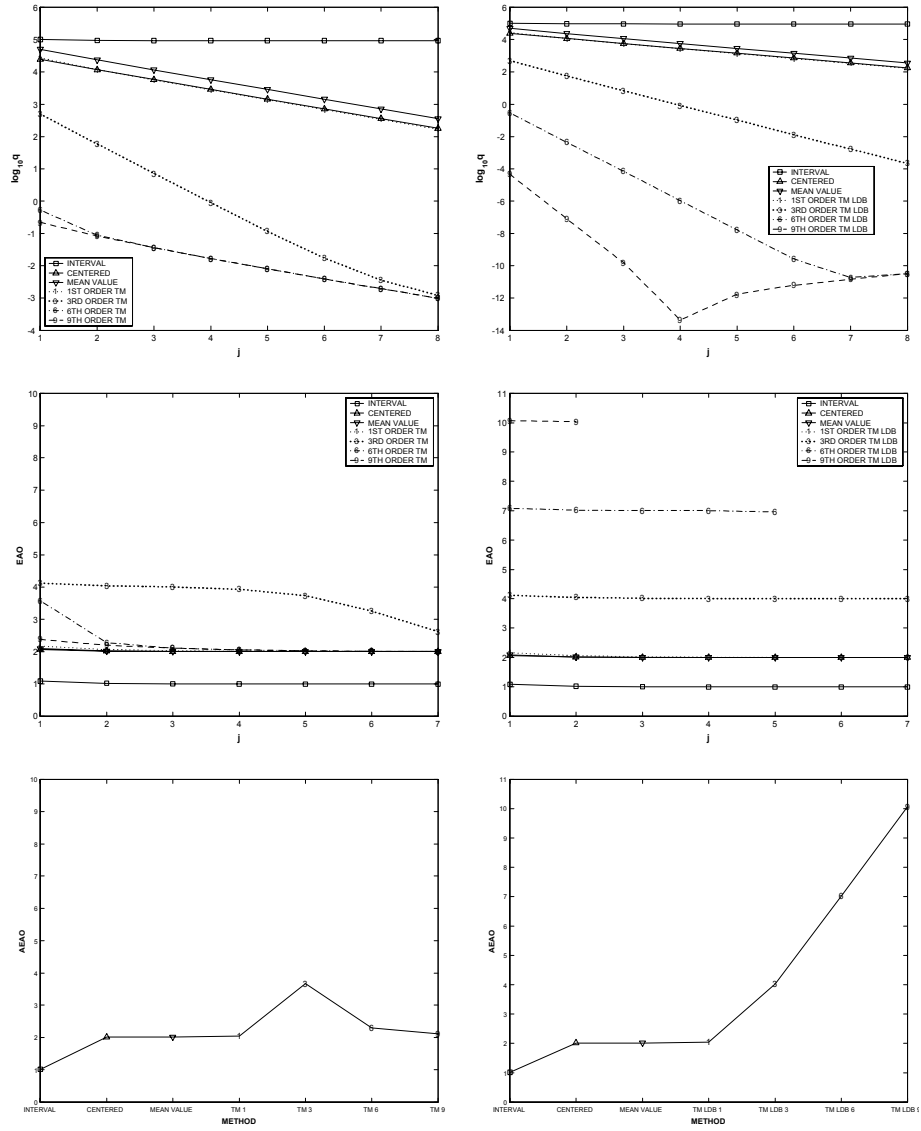 6
5
4
3
2
1
0
-1
-2
-3
-4
log10q
INTERVAL
CENTERED
MEAN VALUE
1ST ORDER TM
3RD ORDER TM
6TH ORDER TM
9TH ORDER TM
1 2 3 4 5 6 7 8
j
6
4
2
0
-2
-4
-6
-8
-10
-12
-14
log10q
INTERVAL
CENTERED
MEAN VALUE
1ST ORDER TM LDB
3RD ORDER TM LDB
6TH ORDER TM LDB
9TH ORDER TM LDB
1 2 3 4 5 6 7 8
j
10
9
8
7
6
5
4
3
2
1
0
EAO
INTERVAL
CENTERED
MEAN VALUE
1ST ORDER TM
3RD ORDER TM
6TH ORDER TM
9TH ORDER TM
1 2 3 4 5 6 7
j
11
10
9
8
7
6
5
4
3
2
1
0
EAO
INTERVAL
CENTERED
MEAN VALUE
1ST ORDER TM LDB
3RD ORDER TM LDB
6TH ORDER TM LDB
9TH ORDER TM LDB
1 2 3 4 5 6 7
j
10
9
8
7
6
5
4
3
2
1
0
AEAO
INTERVAL CENTERED MEAN VALUE TM 1 TM 3 TM 6 TM 9
METHOD
11
10
9
8
7
6
5
4
3
2
1
0
AEAO
INTERVAL CENTERED MEAN VALUE TM LDB 1 TM LDB 3 TM LDB 6 TM LDB 9
METHOD